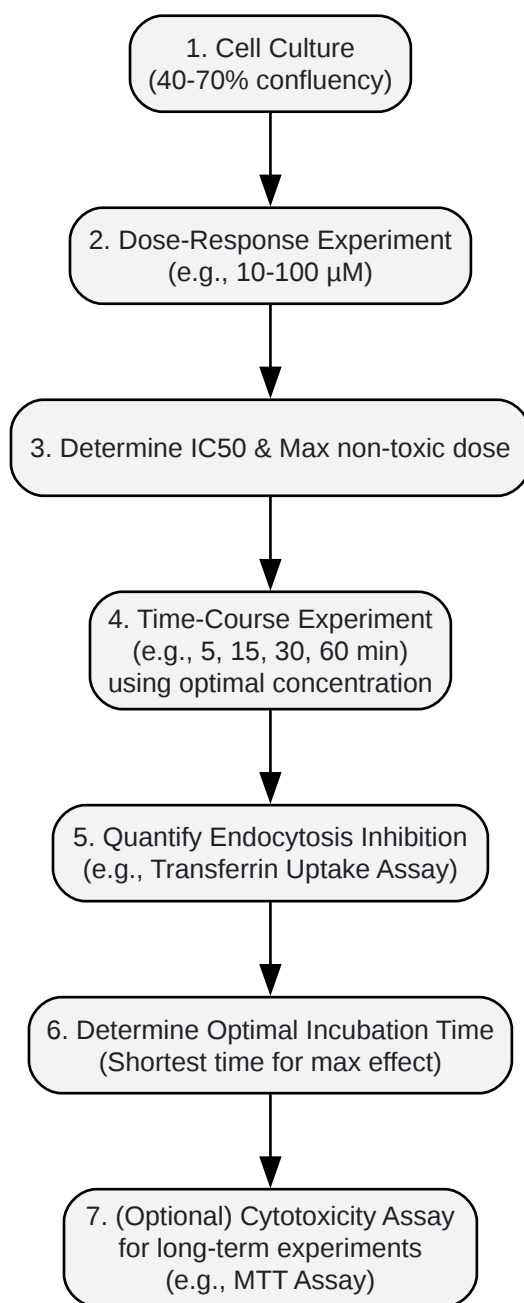 1. Cell Culture
(40-70% confluency)
2. Dose-Response Experiment
(e.g., 10-100 µM)
3. Determine IC50 & Max non-toxic dose
4. Time-Course Experiment
(e.g., 5, 15, 30, 60 min)
using optimal concentration
5. Quantify Endocytosis Inhibition
(e.g., Transferrin Uptake Assay)
6. Determine Optimal Incubation Time
(Shortest time for max effect)
7. (Optional) Cytotoxicity Assay
for long-term experiments
(e.g., MTT Assay)